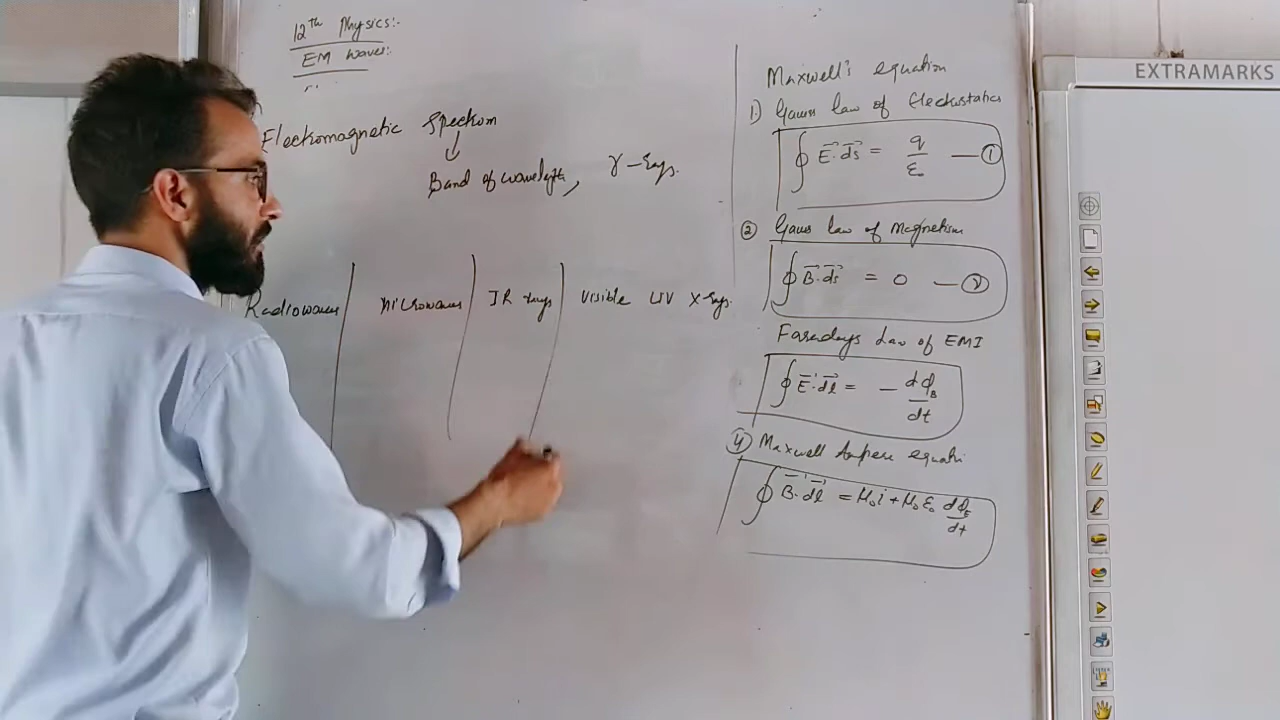 12th Physics:-
EM Waves:
Electromagnetic Spectrum
Band of wavelength, γ-rays.
Radiowaves | Microwaves | IR rays | Visible UV X-rays.
Maxwell's equation
1) Gauss law of Electrostatics
∮ E⃗·ds⃗ = q/ε₀ —①
② Gauss law of Magnetism
∮ B⃗·ds⃗ = 0 —②
Faradays Law of EMI
∮ E⃗·dl⃗ = - dϕ_B/dt
④ Maxwell Ampere equati
∮ B⃗·dl⃗ = μ₀i + μ₀ε₀ dϕ_E/dt
EXTRAMARKS